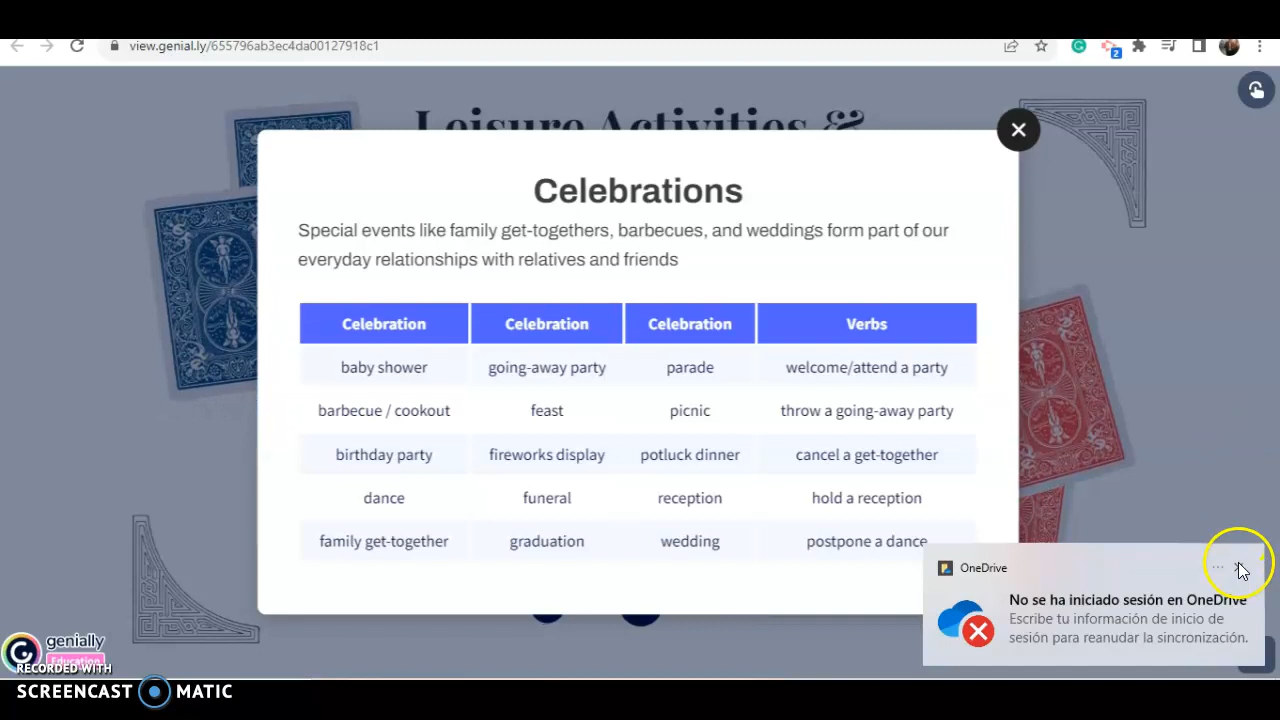 view.genial.ly/655796ab3ec4da00127918c1
2
Leisure Activities &
Celebrations
Special events like family get-togethers, barbecues, and weddings form part of our
everyday relationships with relatives and friends
Celebration Celebration Celebration Verbs
baby shower going-away party parade welcome/attend a party
barbecue / cookout feast picnic throw a going-away party
birthday party fireworks display potluck dinner cancel a get-together
dance funeral reception hold a reception
family get-together graduation wedding postpone a dance
OneDrive
No se ha iniciado sesión en OneDrive
Escribe tu información de inicio de
sesión para reanudar la sincronización.
genially
Education
RECORDED WITH
SCREENCAST MATIC